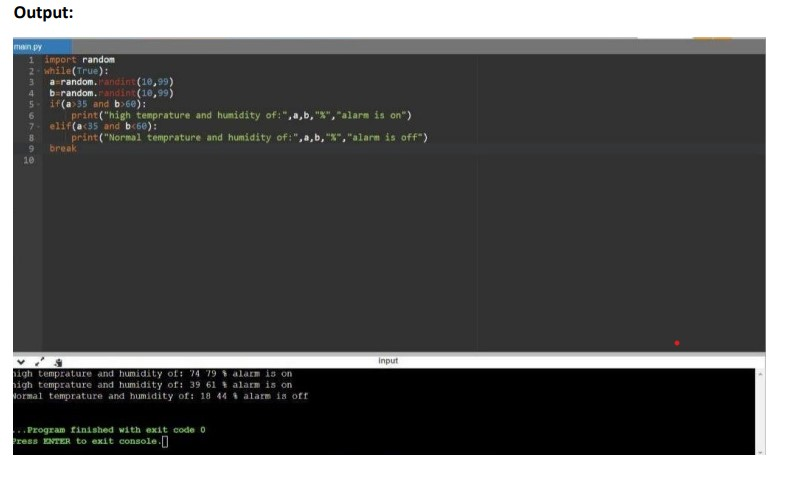 Output:
main.py
1 import random
2 while(True):
3 a=random.randint(10,99)
4 b=random.randint(10,99)
5 if(a>35 and b>60):
6 print("high temprature and humidity of:",a,b,"%","alarm is on")
7 elif(a<35 and b<60):
8 print("Normal temprature and humidity of:",a,b,"%","alarm is off")
9 break
10
input
high temprature and humidity of: 74 79 % alarm is on
high temprature and humidity of: 39 61 % alarm is on
Normal temprature and humidity of: 18 44 % alarm is off
...Program finished with exit code 0
Press ENTER to exit console.